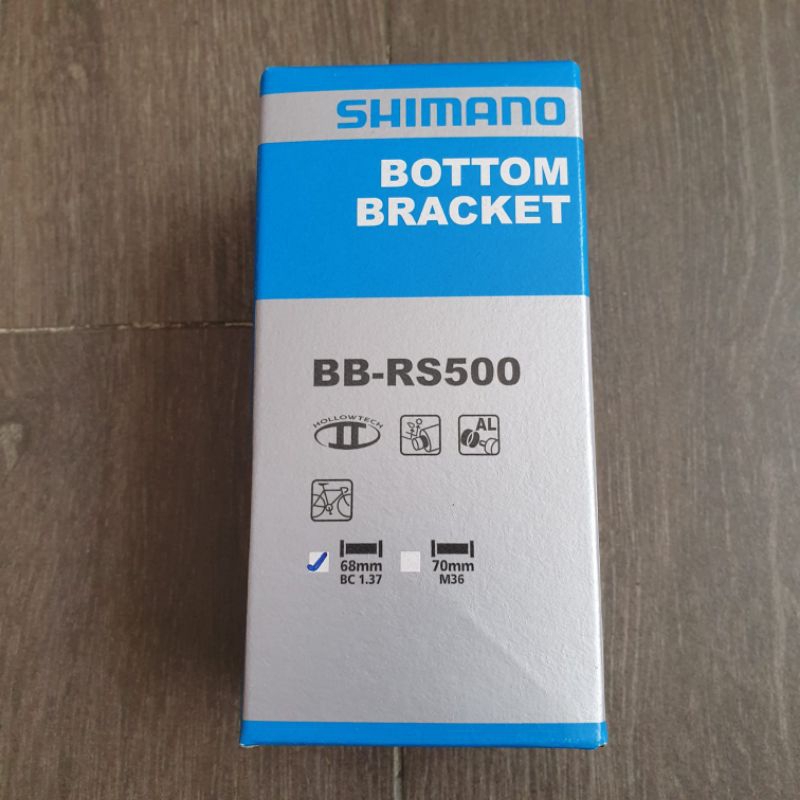 SHIMANO
BOTTOM
BRACKET
BB-RS500
HOLLOWTECH
II
AL
68mm
BC 1.37
70mm
M36